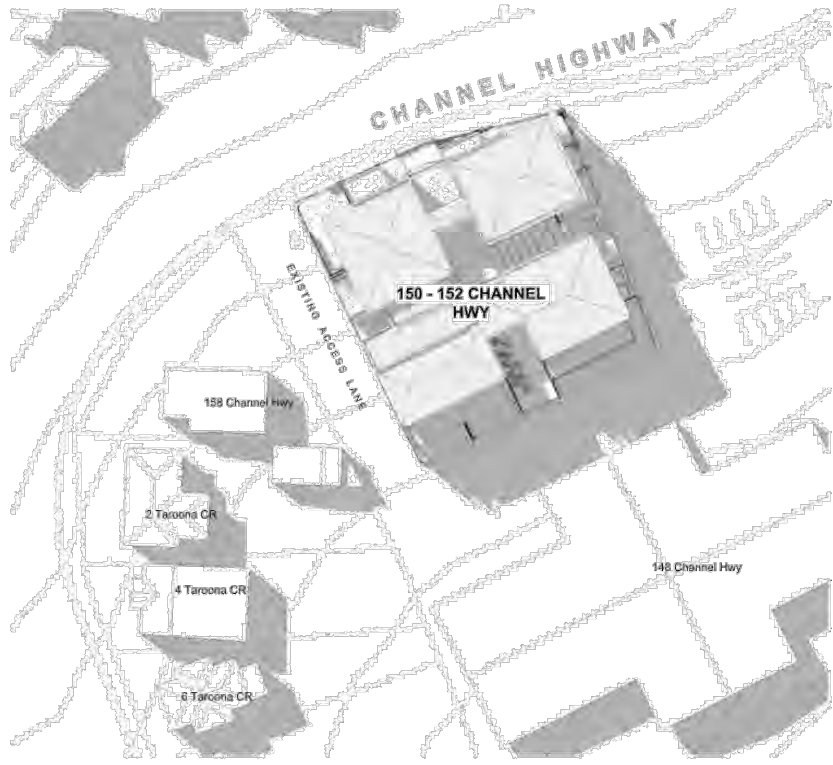 CHANNEL HIGHWAY
EXISTING ACCESS LANE
150 - 152 CHANNEL
HWY
158 Channel Hwy
2 Taroona CR
4 Taroona CR
148 Channel Hwy
6 Taroona CR